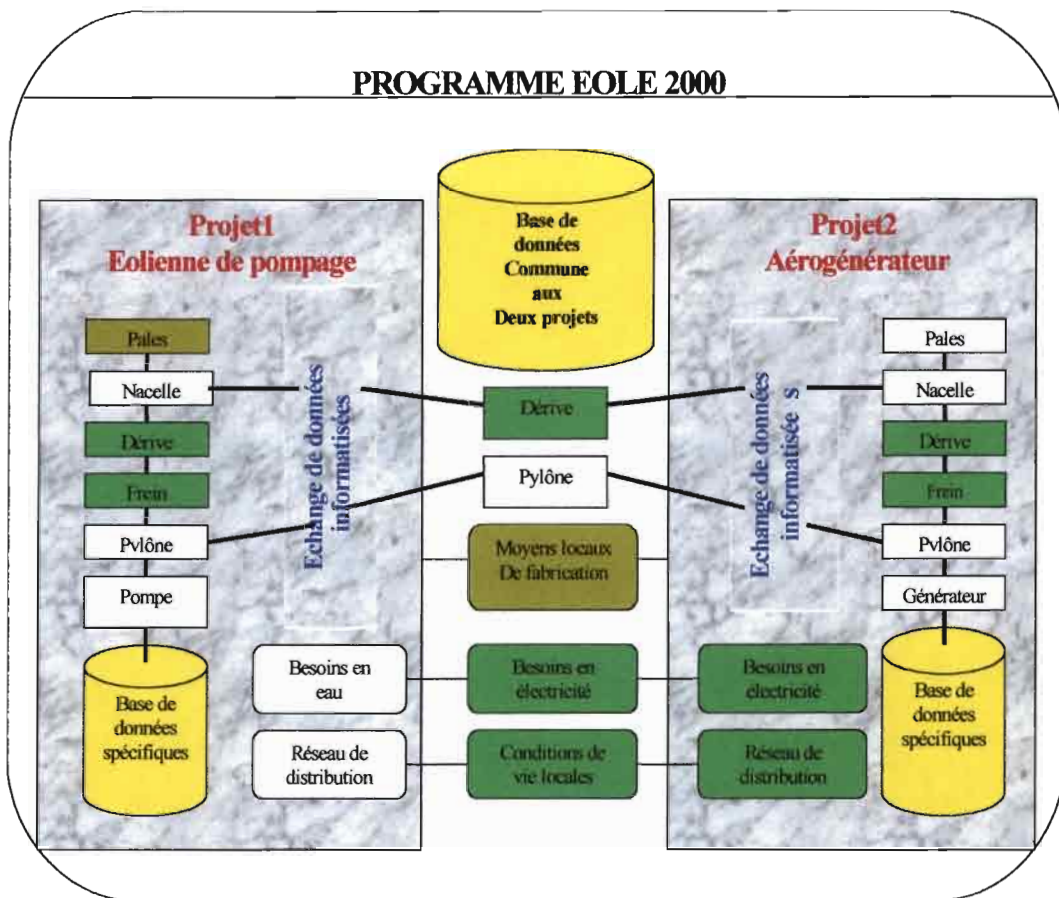 PROGRAMME EOLE 2000
Projet1
Eolienne de pompage
Pales
Nacelle
Dérive
Frein
Pvlône
Pompe
Base de
données
spécifiques
Echange de données
informatisées
Besoins en
eau
Réseau de
distribution
Base de
données
Commune
aux
Deux projets
Dérive
Pylône
Moyens locaux
De fabrication
Besoins en
électricité
Conditions de
vie locales
Projet2
Aérogénérateur
Echange de données
informatisée s
Pales
Nacelle
Dérive
Frein
Pvlône
Générateur
Besoins en
électricité
Réseau de
distribution
Base de
données
spécifiques